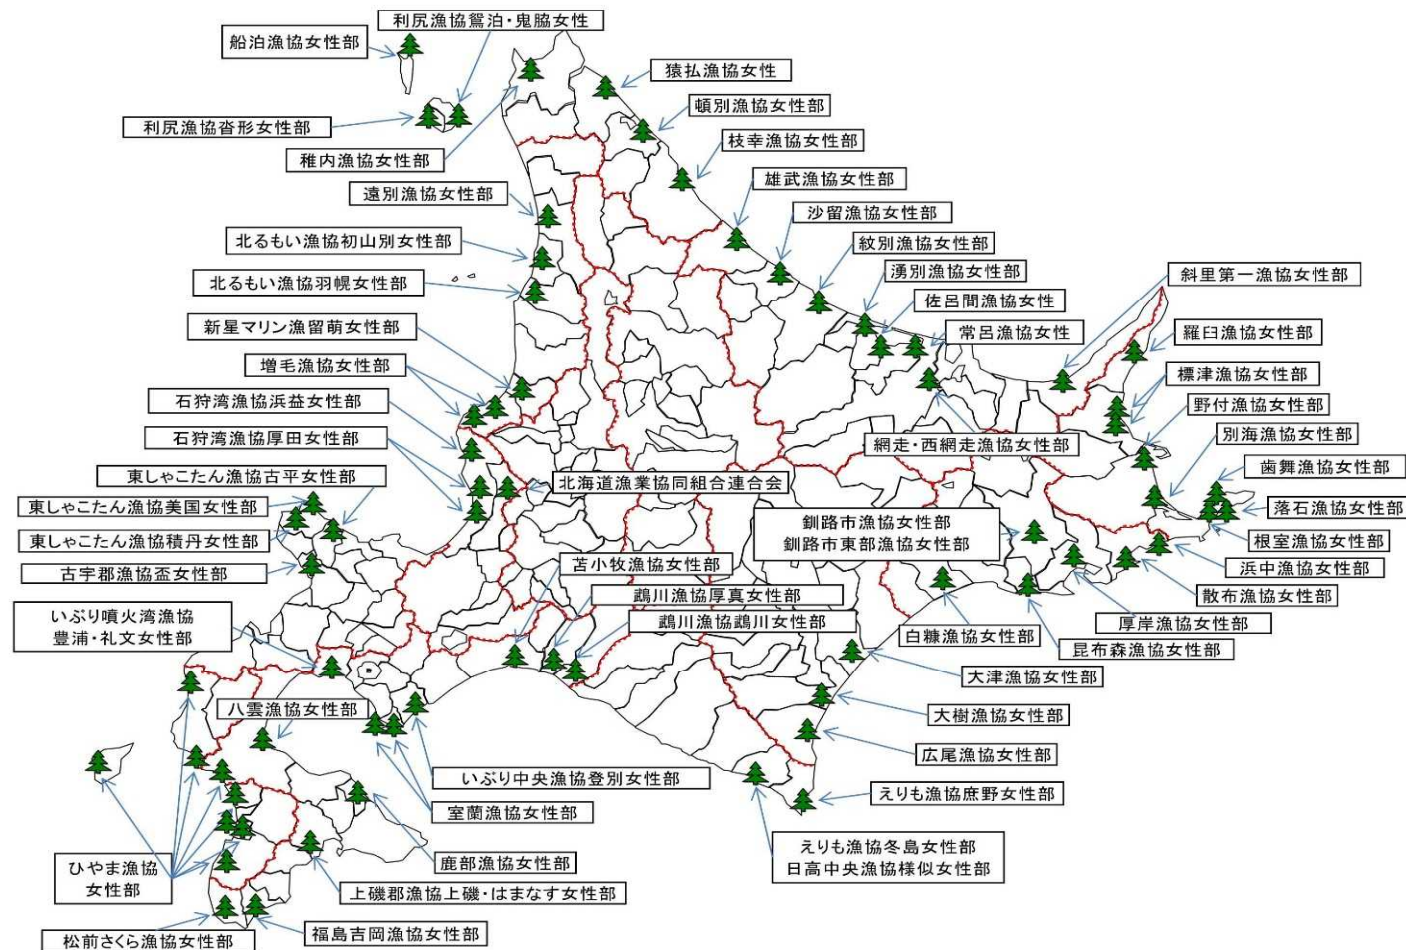 利尻漁協鴛泊・鬼脇女性
船泊漁協女性部
猿払漁協女性
頓別漁協女性部
利尻漁協沓形女性部
枝幸漁協女性部
稚内漁協女性部
雄武漁協女性部
遠別漁協女性部
沙留漁協女性部
北るもい漁協初山別女性部
紋別漁協女性部
湧別漁協女性部
斜里第一漁協女性部
北るもい漁協羽幌女性部
佐呂間漁協女性
新星マリン漁留萌女性部
常呂漁協女性
羅臼漁協女性部
増毛漁協女性部
標津漁協女性部
石狩湾漁協浜益女性部
野付漁協女性部
石狩湾漁協厚田女性部
網走・西網走漁協女性部
別海漁協女性部
東しゃこたん漁協古平女性部
北海道漁業協同組合連合会
歯舞漁協女性部
東しゃこたん漁協美国女性部
落石漁協女性部
釧路市漁協女性部
釧路市東部漁協女性部
東しゃこたん漁協積丹女性部
根室漁協女性部
古宇郡漁協盃女性部
苫小牧漁協女性部
浜中漁協女性部
鵡川漁協厚真女性部
散布漁協女性部
いぶり噴火湾漁協
豊浦・礼文女性部
鵡川漁協鵡川女性部
厚岸漁協女性部
白糠漁協女性部
昆布森漁協女性部
大津漁協女性部
八雲漁協女性部
大樹漁協女性部
広尾漁協女性部
いぶり中央漁協登別女性部
えりも漁協庶野女性部
室蘭漁協女性部
えりも漁協冬島女性部
日高中央漁協様似女性部
鹿部漁協女性部
ひやま漁協
女性部
上磯郡漁協上磯・はまなす女性部
福島吉岡漁協女性部
松前さくら漁協女性部